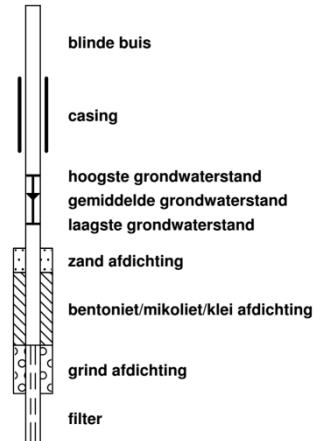 blinde buis
casing
hoogste grondwaterstand
gemiddelde grondwaterstand
laagste grondwaterstand
zand afdichting
bentoniet/mikoliet/klei afdichting
grind afdichting
filter